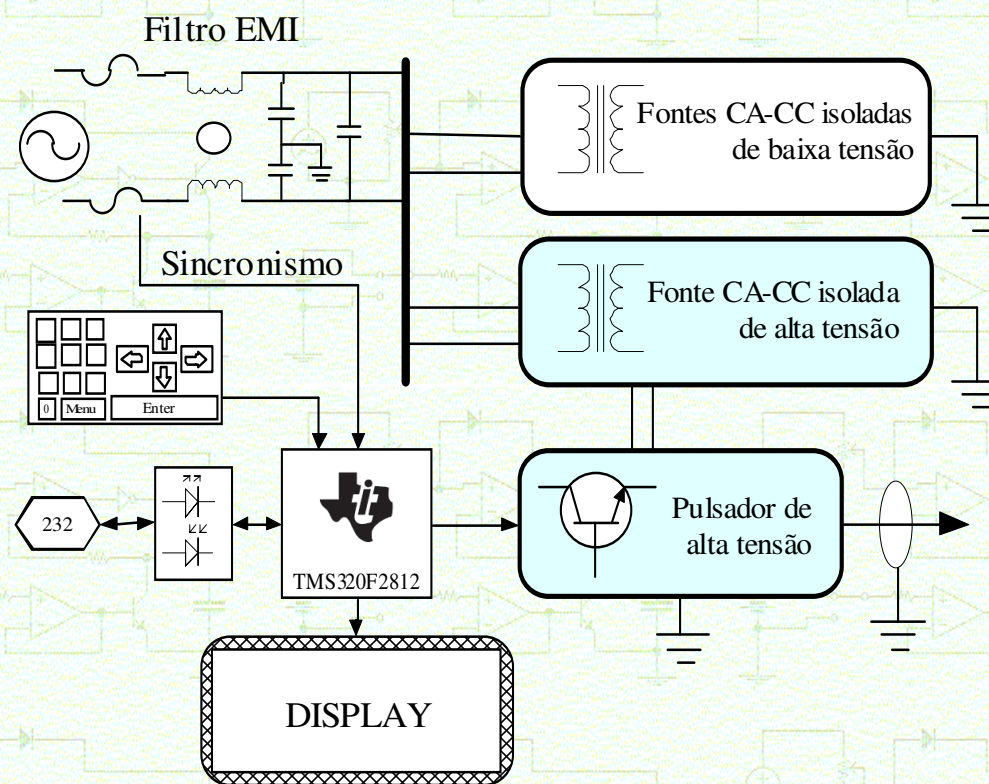 Filtro EMI
Fontes CA-CC isoladas
de baixa tensão
Sincronismo
Fonte CA-CC isolada
de alta tensão
0
Menu
Enter
232
TMS320F2812
Pulsador de
alta tensão
DISPLAY